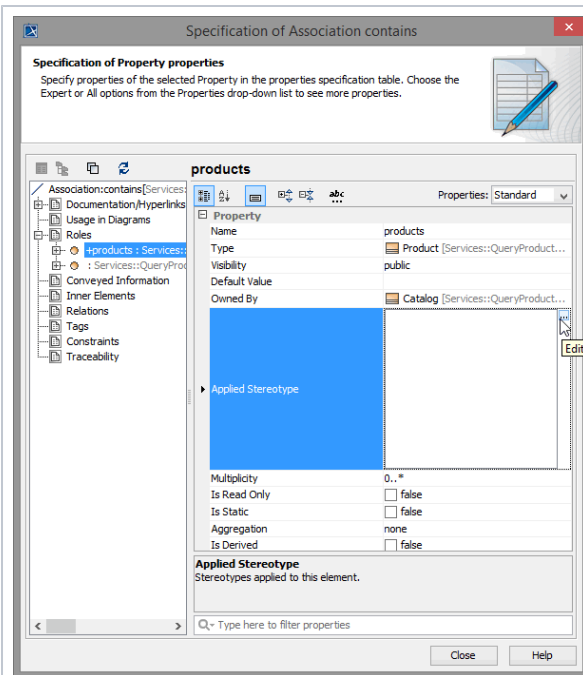 Specification of Association contains
Specification of Property properties
Specify properties of the selected Property in the properties specification table. Choose the
Expert or All options from the Properties drop-down list to see more properties.
products
Association:contains[Services:
Documentation/Hyperlinks
Usage in Diagrams
Roles
+products : Services::
: Services::QueryProd
Conveyed Information
Inner Elements
Relations
Tags
Constraints
Traceability
Properties: Standard
Property
Name products
Type Product [Services::QueryProduct...
Visibility public
Default Value
Owned By Catalog [Services::QueryProduct...
Edit
Applied Stereotype
Multiplicity 0..*
Is Read Only false
Is Static false
Aggregation none
Is Derived false
Applied Stereotype
Stereotypes applied to this element.
Type here to filter properties
Close Help